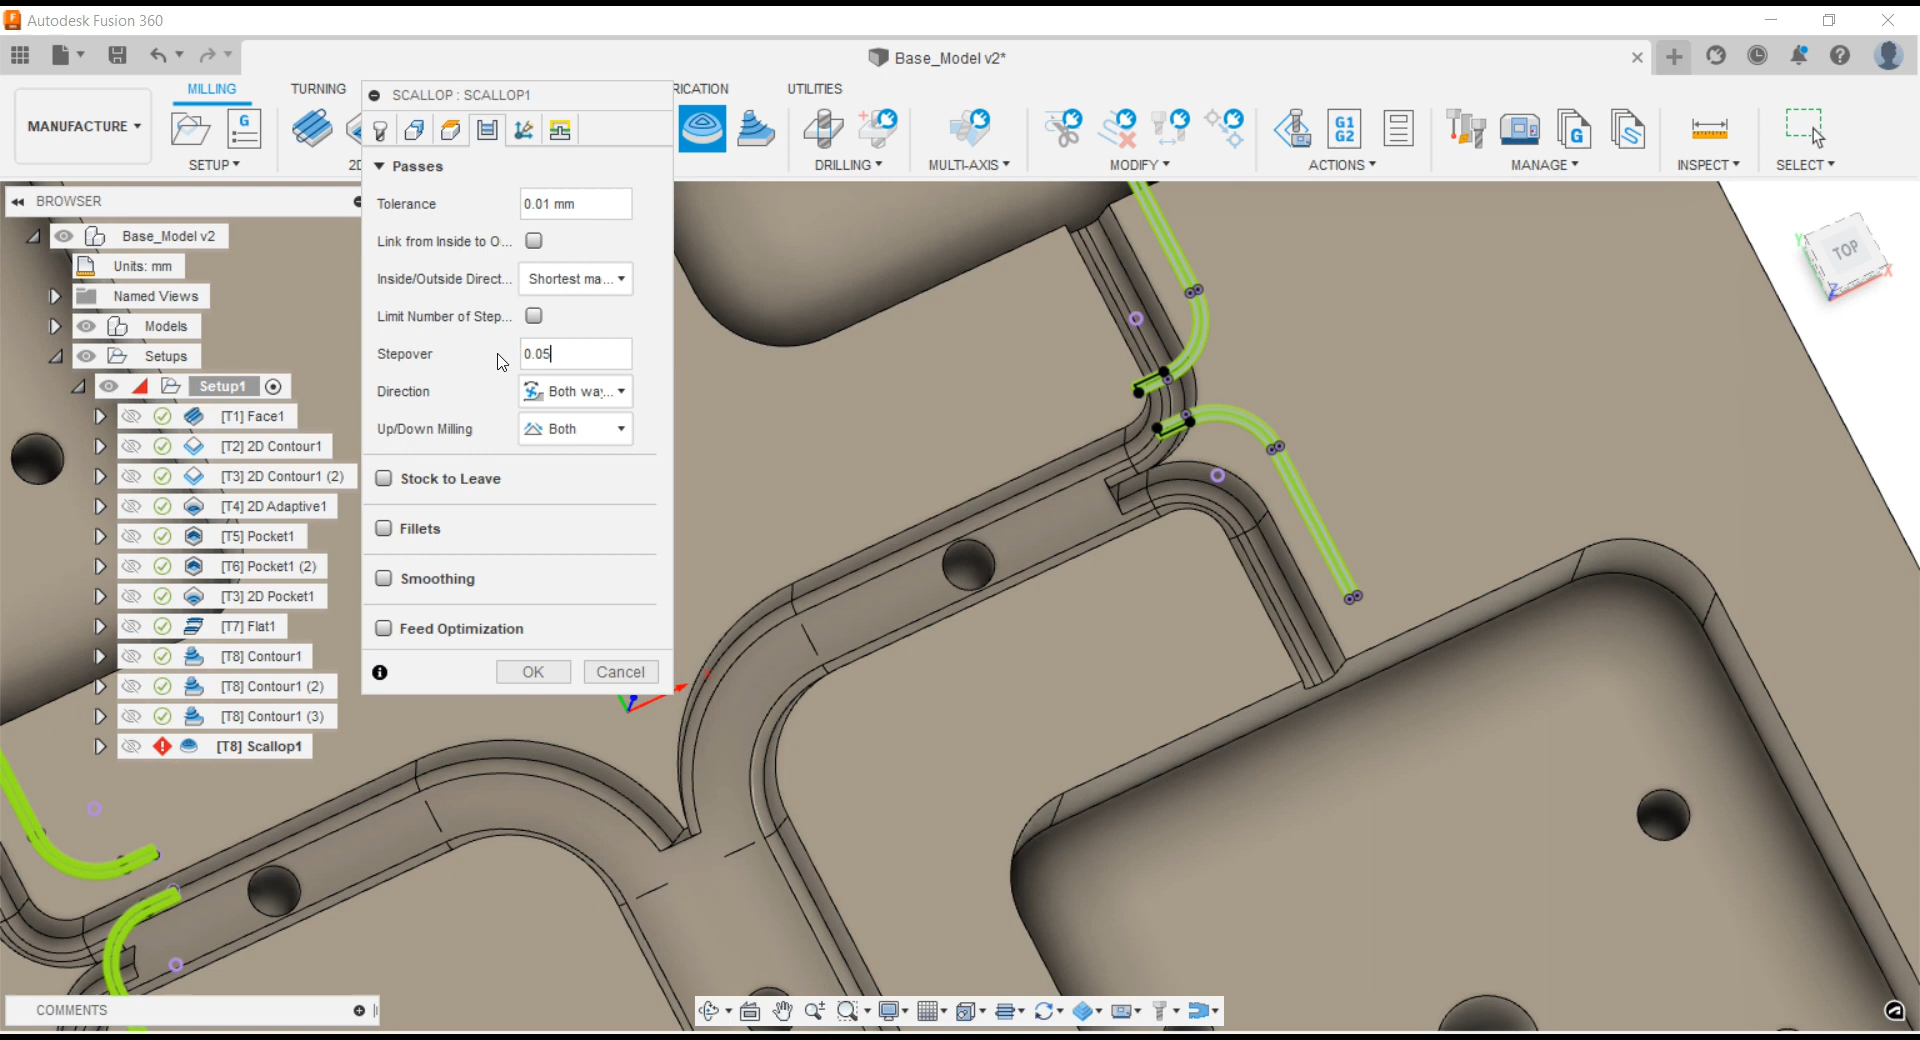 Autodesk Fusion 360
Base_Model v2*
MILLING
TURNING
RICATION
UTILITIES
MANUFACTURE
SETUP
2D
DRILLING
MULTI-AXIS
MODIFY
G1
G2
ACTIONS
MANAGE
INSPECT
SELECT
SCALLOP : SCALLOP1
Passes
Tolerance 0.01 mm
Link from Inside to O...
Inside/Outside Direct... Shortest ma...
Limit Number of Step...
Stepover 0.05
Direction Both way...
Up/Down Milling Both
Stock to Leave
Fillets
Smoothing
Feed Optimization
OK Cancel
BROWSER
Base_Model v2
Units: mm
Named Views
Models
Setups
Setup1
[T1] Face1
[T2] 2D Contour1
[T3] 2D Contour1 (2)
[T4] 2D Adaptive1
[T5] Pocket1
[T6] Pocket1 (2)
[T3] 2D Pocket1
[T7] Flat1
[T8] Contour1
[T8] Contour1 (2)
[T8] Contour1 (3)
[T8] Scallop1
TOP
Y
X
Z
COMMENTS